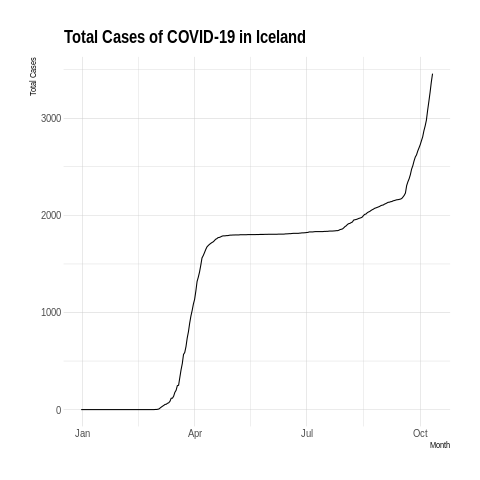 Total Cases of COVID-19 in Iceland
Total Cases
3000
2000
1000
0
Jan Apr Jul Oct
Month